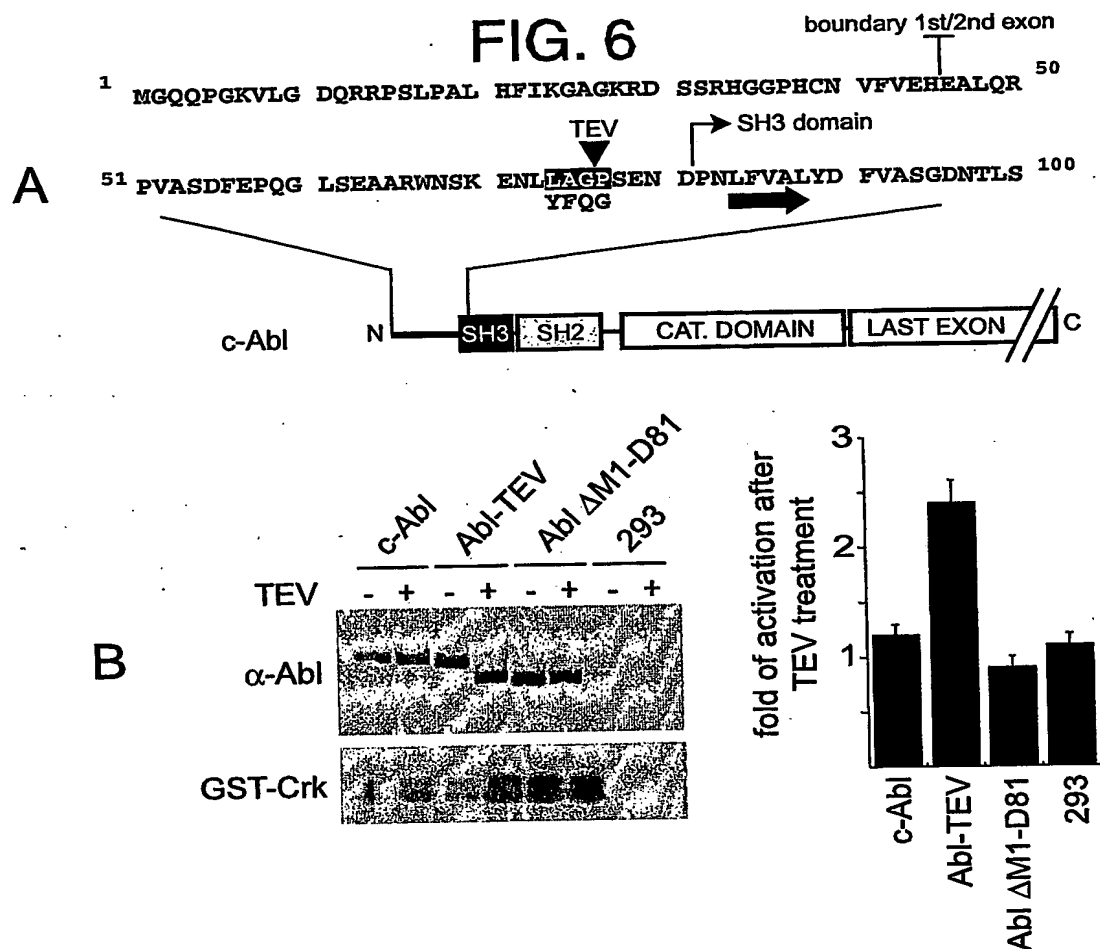 FIG. 6
boundary 1st/2nd exon
1 MGQQPGKVLG DQRRPSLPAL HFIKGAGKRD SSRHGGPHCN VFVEHEALQR 50
TEV
SH3 domain
A
51 PVASDFEPQG LSEAARWNSK ENLLAGPSEN DPNLFVALYD FVASGDNTLS 100
YFQG
c-Abl
N
SH3
SH2
CAT. DOMAIN
LAST EXON
C
B
c-Abl
Abl-TEV
Abl ΔM1-D81
293
TEV - + - + - + - +
α-Abl
GST-Crk
fold of activation after
TEV treatment
3
2
1
c-Abl
Abl-TEV
Abl ΔM1-D81
293